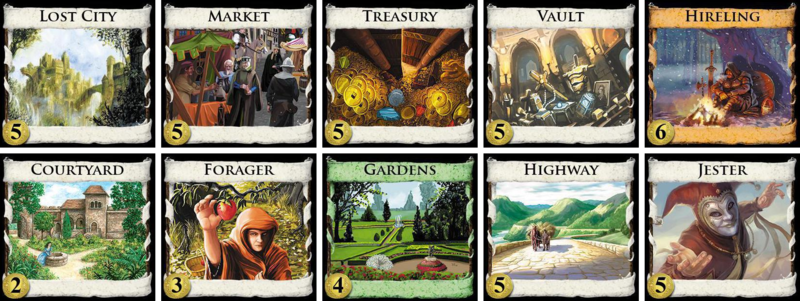 LOST CITY
5
MARKET
5
TREASURY
5
VAULT
5
HIRELING
6
COURTYARD
2
FORAGER
3
GARDENS
4
HIGHWAY
5
JESTER
5